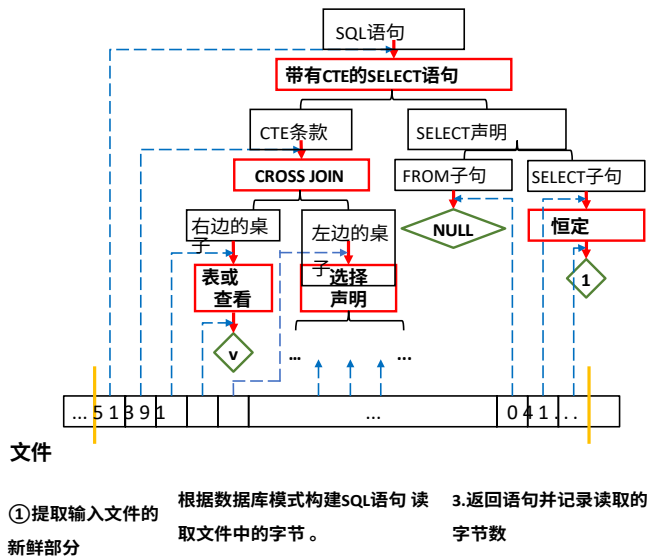 SQL语句
带有CTE的SELECT语句
CTE条款
SELECT声明
CROSS JOIN
FROM子句
SELECT子句
右边的桌
子
左边的桌
子
NULL
恒定
表或
查看
选择
声明
1
v
...
...
... 5 1 3 9 1
...
0 4 1 . . .
文件
①提取输入文件的
新鲜部分
根据数据库模式构建SQL语句 读
取文件中的字节 。
3.返回语句并记录读取的
字节数